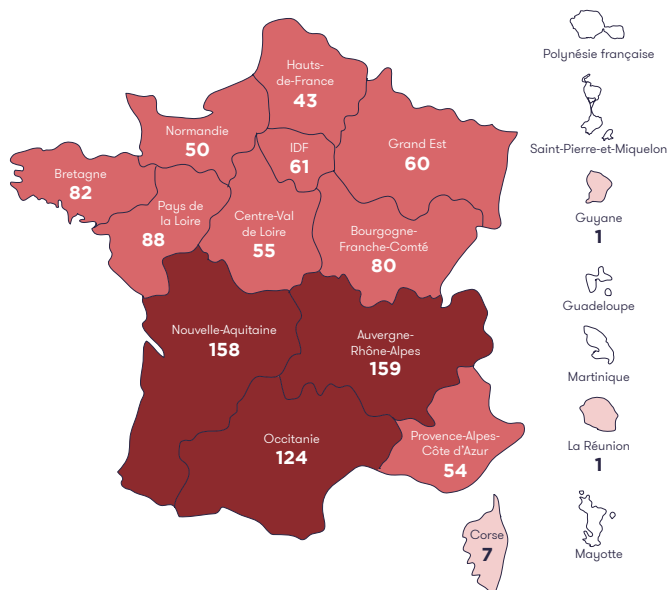 Hauts-
de-France
43
Normandie
50
IDF
61
Grand Est
60
Bretagne
82
Pays de
la Loire
88
Centre-Val
de Loire
55
Bourgogne-
Franche-Comté
80
Nouvelle-Aquitaine
158
Auvergne-
Rhône-Alpes
159
Occitanie
124
Provence-Alpes-
Côte d'Azur
54
Corse
7
Polynésie française
Saint-Pierre-et-Miquelon
Guyane
1
Guadeloupe
Martinique
La Réunion
1
Mayotte